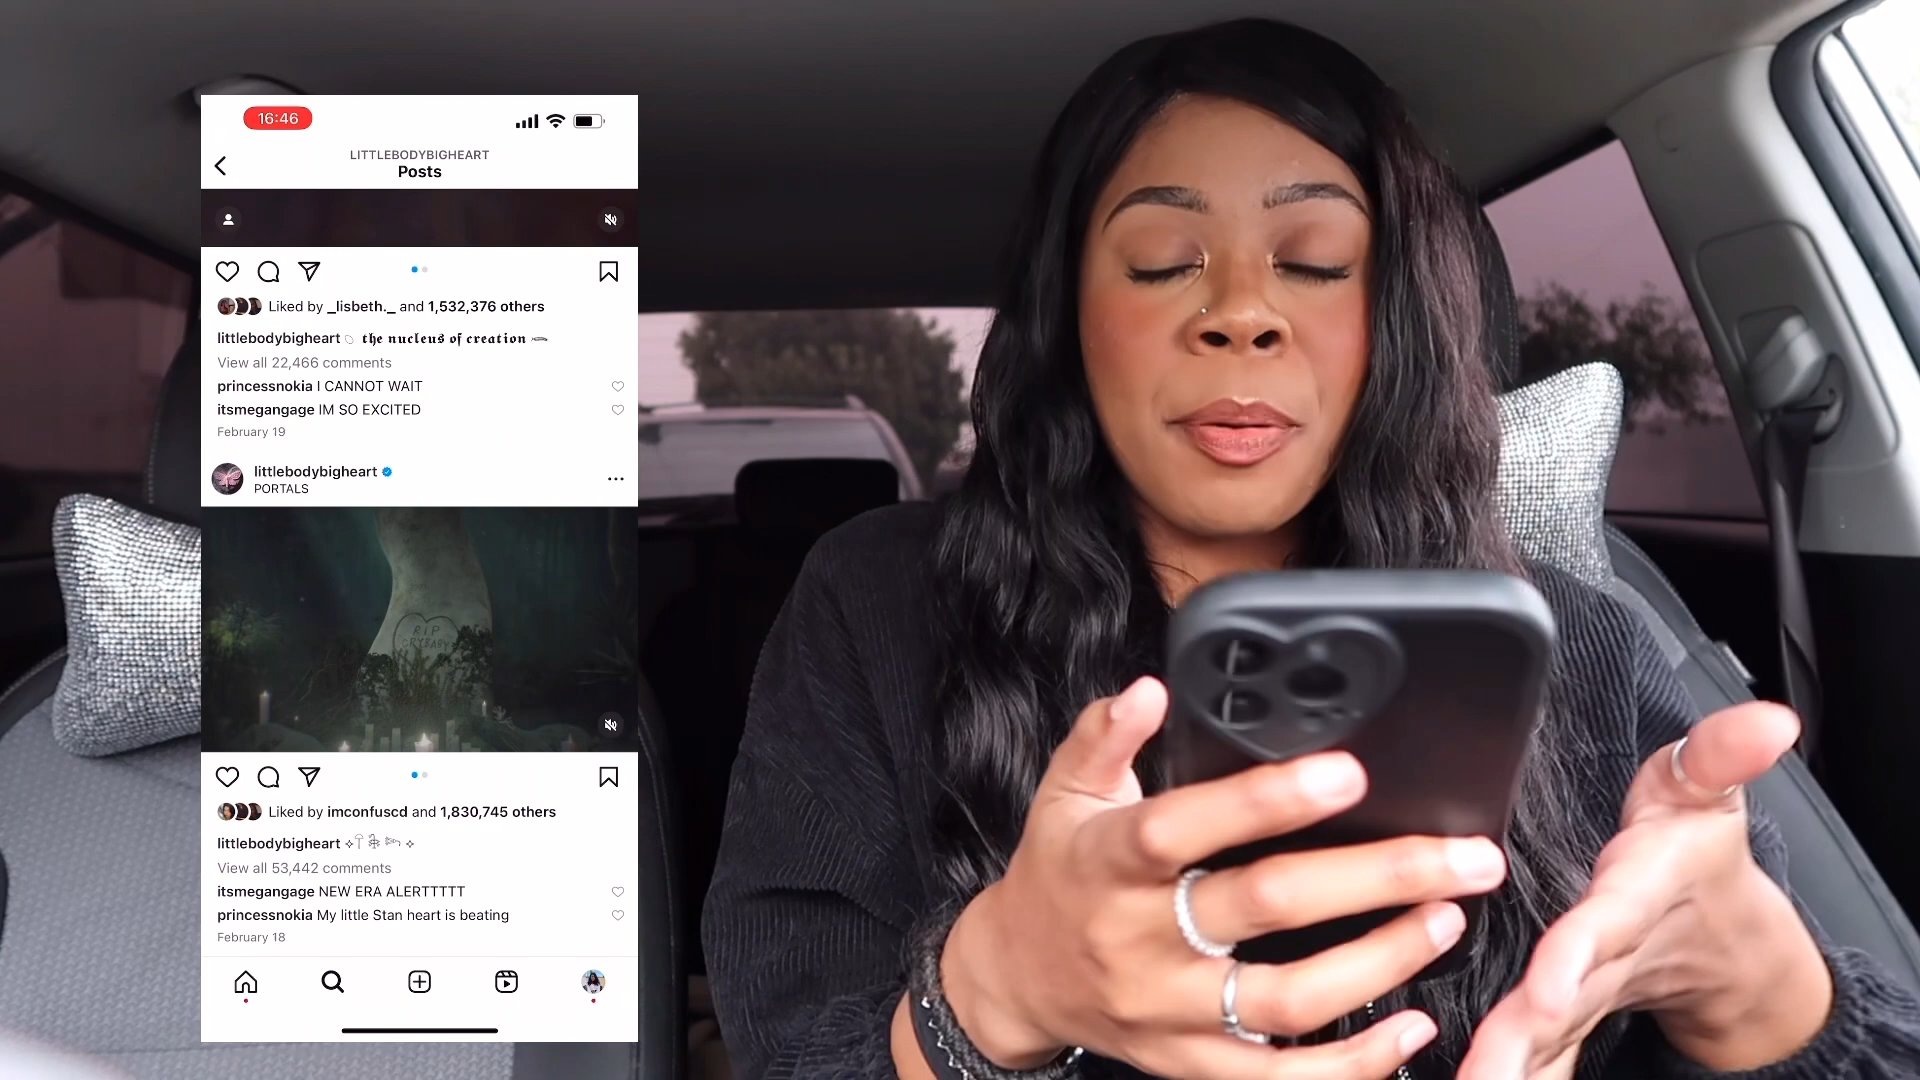 16:46
LITTLEBODYBIGHEART
Posts
Liked by _lisbeth._ and 1,532,376 others
littlebodybigheart 𝖙𝖍𝖊 𝖓𝖚𝖈𝖑𝖊𝖚𝖘 𝖔𝖋 𝖈𝖗𝖊𝖆𝖙𝖎𝖔𝖓
View all 22,466 comments
princessnokia I CANNOT WAIT
itsmegangage IM SO EXCITED
February 19
littlebodybigheart
PORTALS
RIP
CRYBABY
Liked by imconfuscd and 1,830,745 others
littlebodybigheart
View all 53,442 comments
itsmegangage NEW ERA ALERTTTTT
princessnokia My little Stan heart is beating
February 18